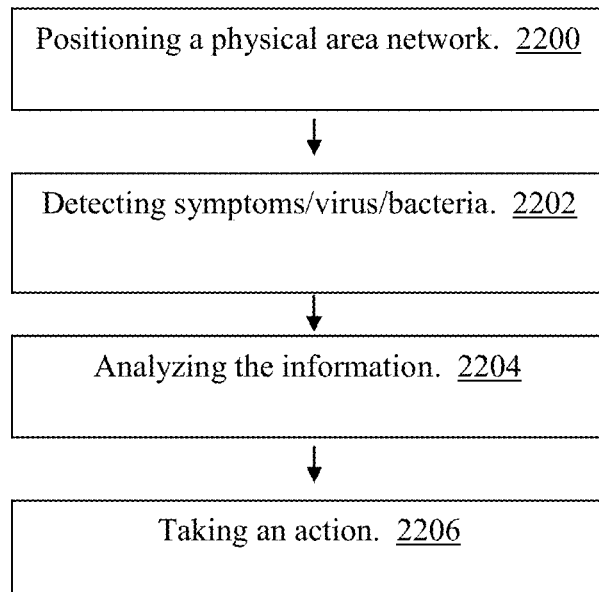 Positioning a physical area network. 2200
Detecting symptoms/virus/bacteria. 2202
Analyzing the information. 2204
Taking an action. 2206